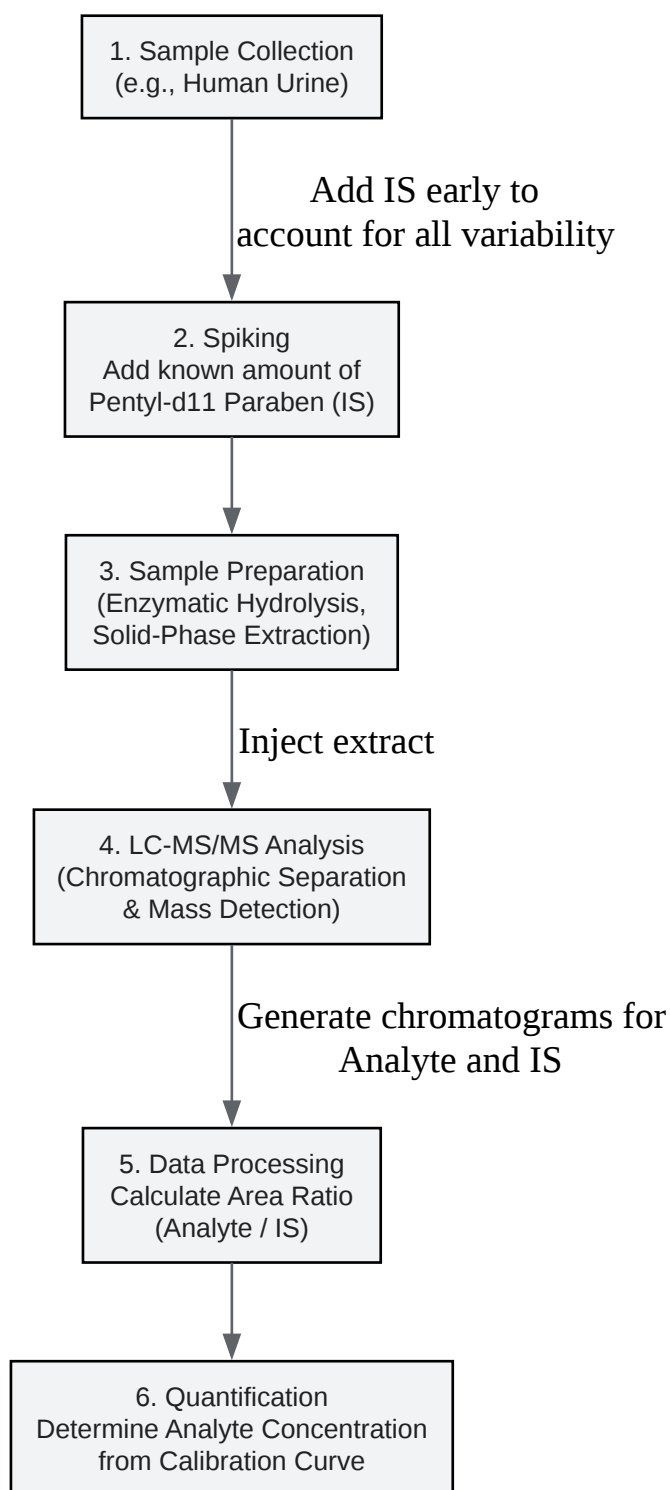 1. Sample Collection
(e.g., Human Urine)
Add IS early to
account for all variability
2. Spiking
Add known amount of
Pentyl-d11 Paraben (IS)
3. Sample Preparation
(Enzymatic Hydrolysis,
Solid-Phase Extraction)
Inject extract
4. LC-MS/MS Analysis
(Chromatographic Separation
& Mass Detection)
Generate chromatograms for
Analyte and IS
5. Data Processing
Calculate Area Ratio
(Analyte / IS)
6. Quantification
Determine Analyte Concentration
from Calibration Curve